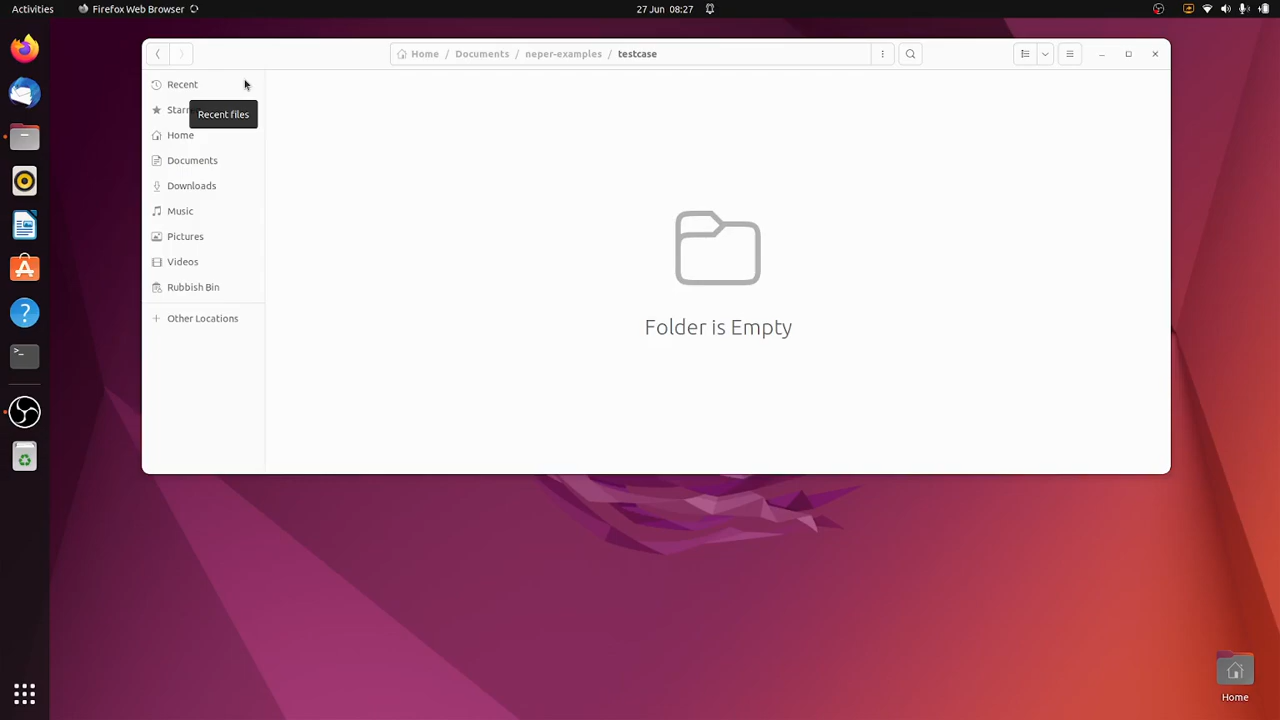 Activities Firefox Web Browser 27 Jun 08:27
Home / Documents / neper-examples / testcase
Recent
Recent files
Home
Documents
Downloads
Music
Pictures
Videos
Rubbish Bin
Other Locations
Folder is Empty
Home